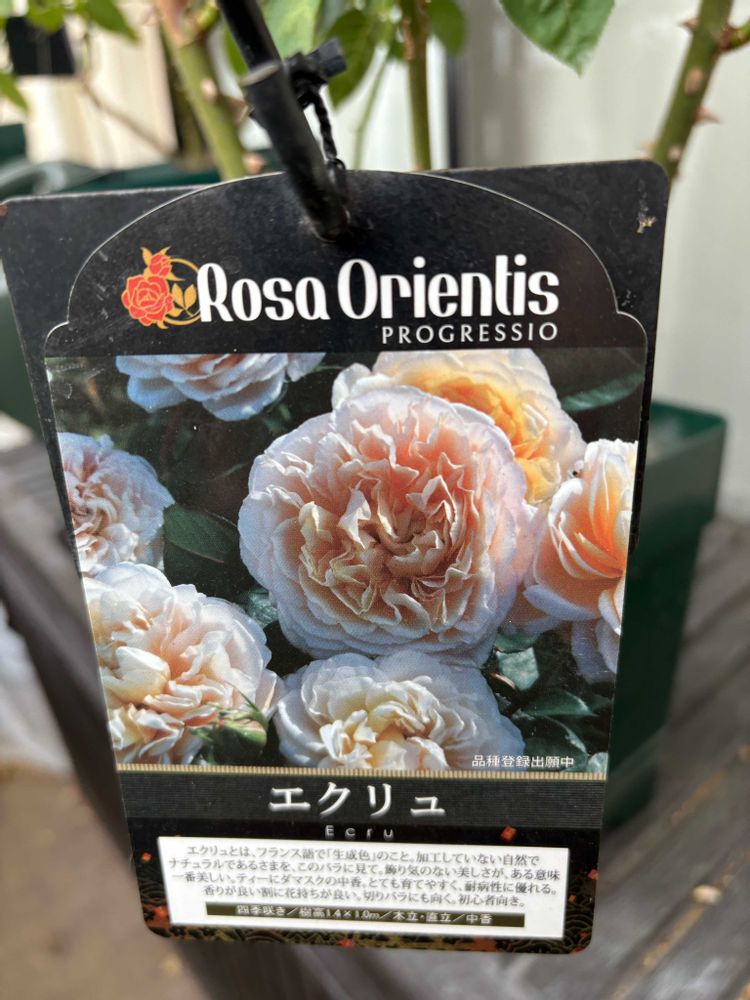 Rosa Orientis
PROGRESSIO
品種登録出願中
エクリュ
Ecru
エクリュとは、フランス語で「生成色」のこと。加工していない自然で
ナチュラルであるさまを、このバラに見て。飾り気のない美しさが、ある意味
一番美しい。ティーにダマスクの中香。とても育てやすく、耐病性に優れる。
香りが良い割に花持ちが良い。切りバラにも向く。初心者向き。
四季咲き／樹高1.4×1.0m／木立・直立／中香